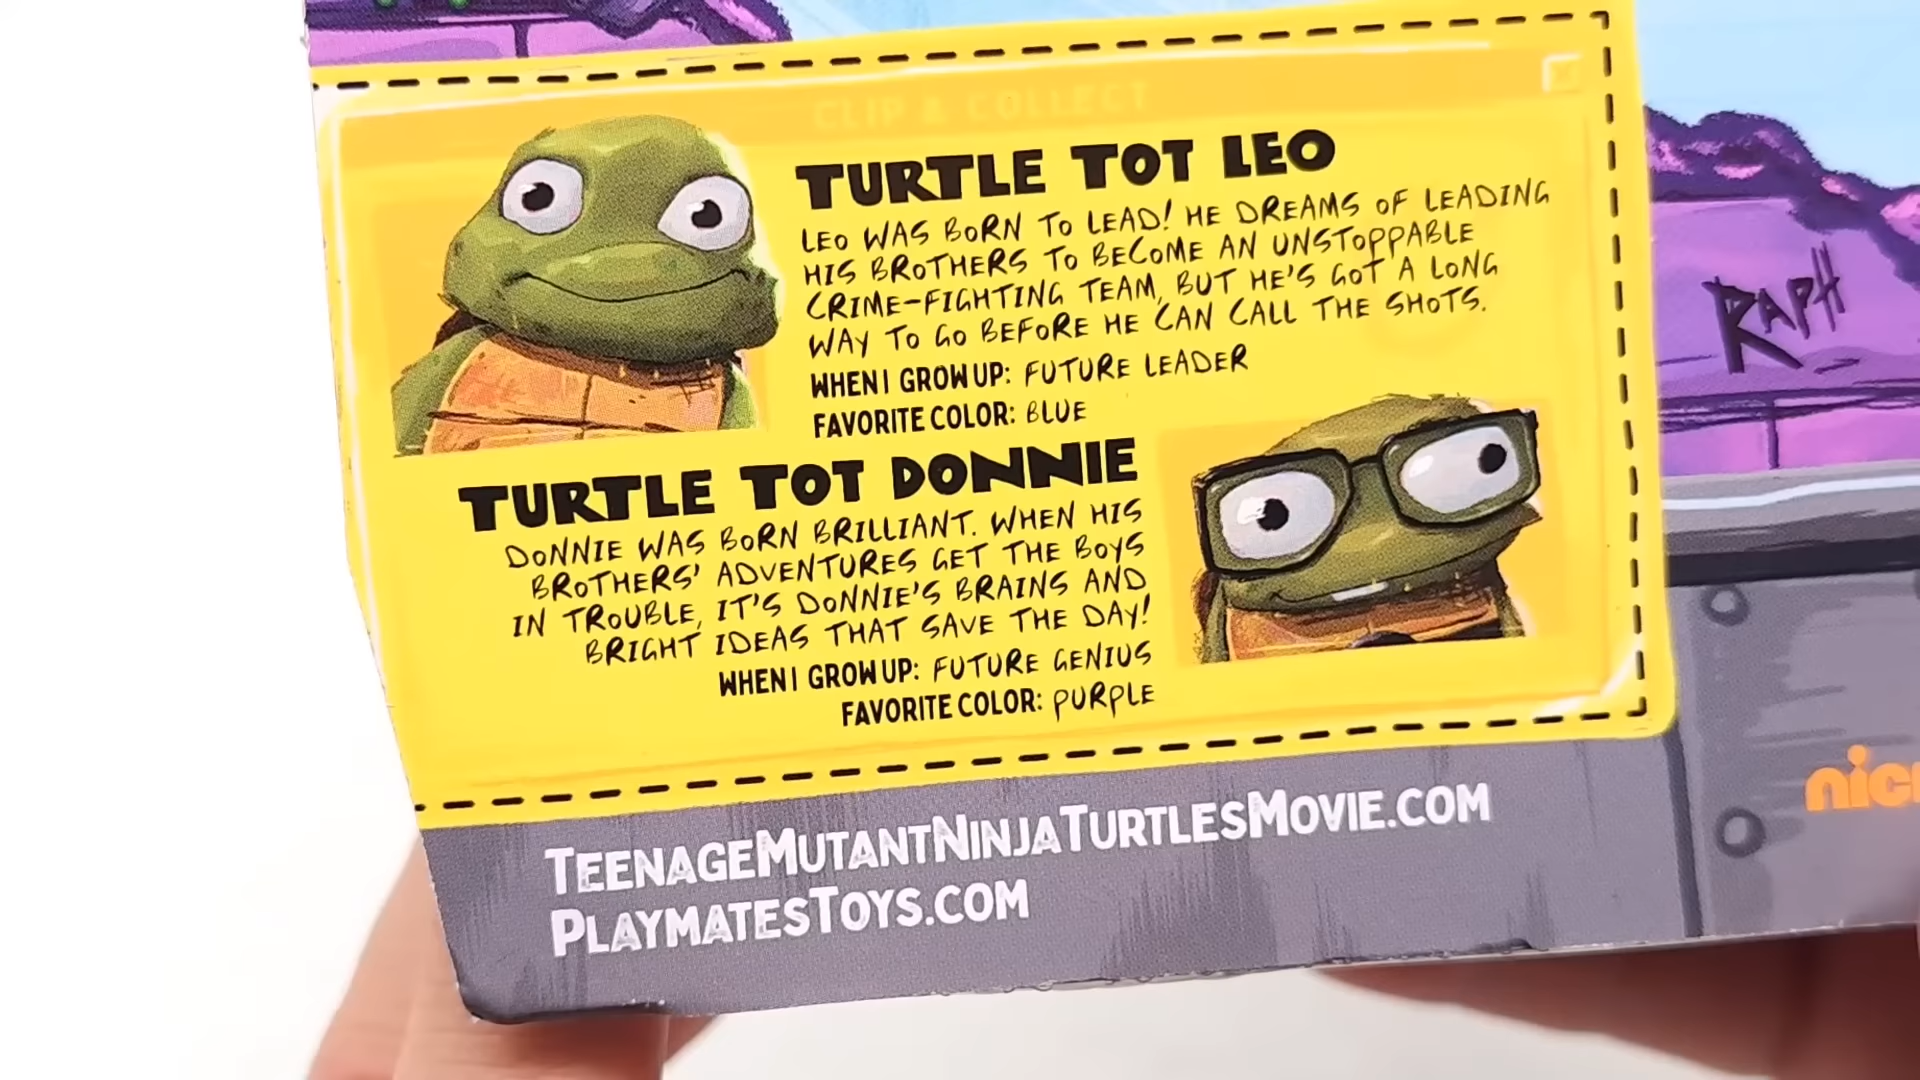 CLIP & COLLECT
TURTLE TOT LEO
LEO WAS BORN TO LEAD! HE DREAMS OF LEADING
HIS BROTHERS TO BECOME AN UNSTOPPABLE
CRIME-FIGHTING TEAM, BUT HE'S GOT A LONG
WAY TO GO BEFORE HE CAN CALL THE SHOTS.
WHEN I GROW UP: FUTURE LEADER
FAVORITE COLOR: BLUE
TURTLE TOT DONNIE
DONNIE WAS BORN BRILLIANT. WHEN HIS
BROTHERS' ADVENTURES GET THE BOYS
IN TROUBLE, IT'S DONNIE'S BRAINS AND
BRIGHT IDEAS THAT SAVE THE DAY!
WHEN I GROW UP: FUTURE GENIUS
FAVORITE COLOR: PURPLE
RAPH
TEENAGEMUTANTNINJATURTLESMOVIE.COM
PLAYMATESTOYS.COM